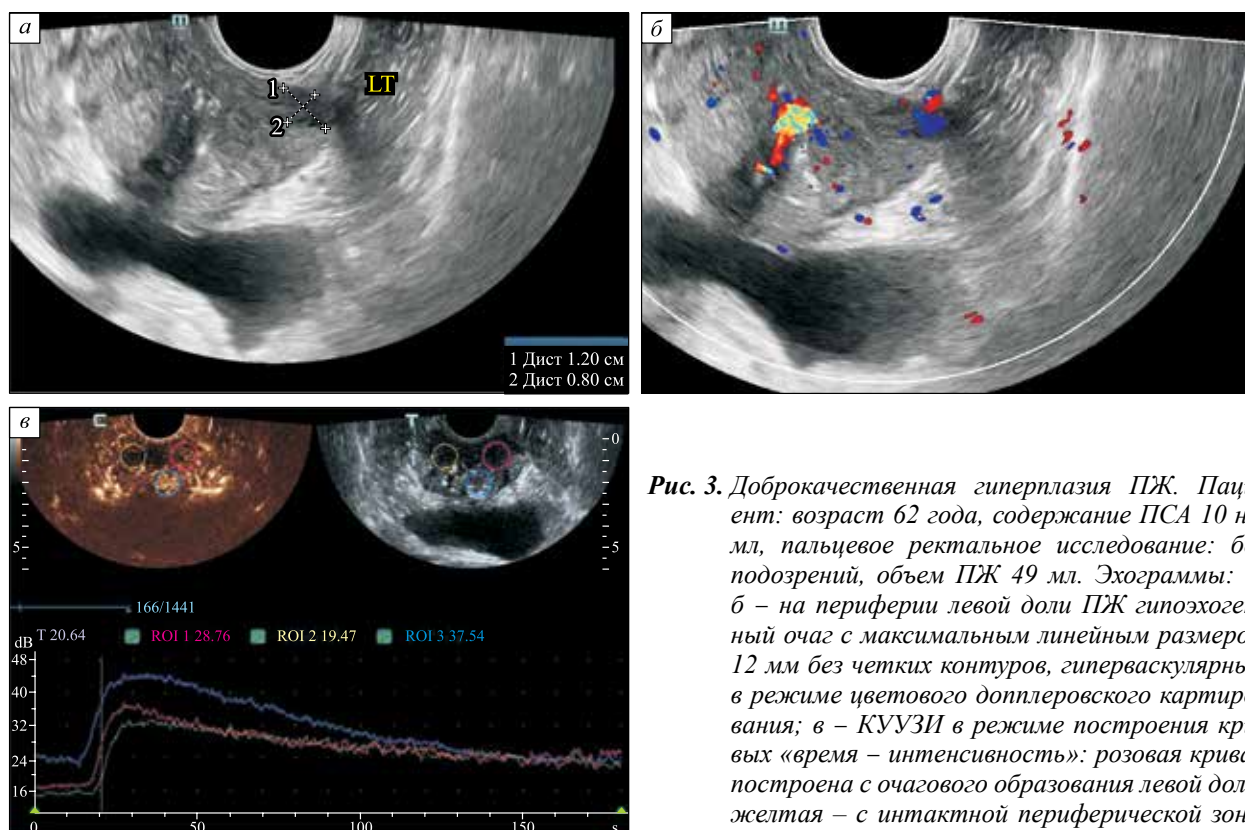 а
1
2
LT
1 Дист 1.20 см
2 Дист 0.80 см
б
в
E
T
0
5
5
166/1441
dB T 20.64 ROI 1 28.76 ROI 2 19.47 ROI 3 37.54
48
40
32
24
16
0 50 100 150 s
Рис. 3. Доброкачественная гиперплазия ПЖ. Паци
ент: возраст 62 года, содержание ПСА 10 н
мл, пальцевое ректальное исследование: б
подозрений, объем ПЖ 49 мл. Эхограммы:
б – на периферии левой доли ПЖ гипоэхоге
ный очаг с максимальным линейным размеро
12 мм без четких контуров, гиперваскулярны
в режиме цветового допплеровского картиро
вания; в – КУУЗИ в режиме построения кр
вых «время – интенсивность»: розовая крива
построена с очагового образования левой дол
желтая – с интактной периферической зон